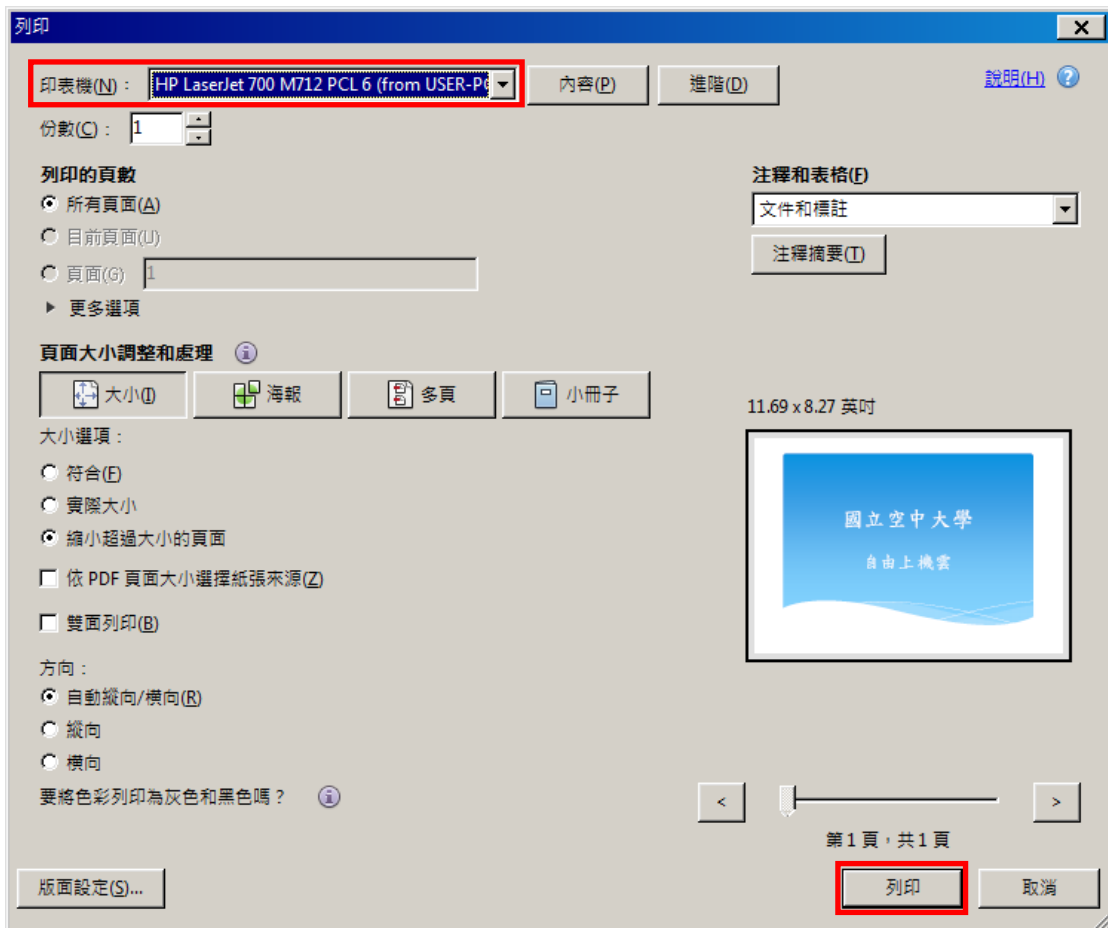 列印
印表機(N)： HP LaserJet 700 M712 PCL 6 (from USER-PC 內容(P) 進階(D) 說明(H)
份數(C)： 1
列印的頁數 注釋和表格(F)
所有頁面(A) 文件和標註
目前頁面(U)
注釋摘要(T)
頁面(G) 1
更多選項
頁面大小調整和處理
大小(I) 海報 多頁 小冊子
11.69 x 8.27 英吋
大小選項：
符合(F)
實際大小
縮小超過大小的頁面
國立空中大學
自由上機雲
依 PDF 頁面大小選擇紙張來源(Z)
雙面列印(B)
方向：
自動縱向/橫向(R)
縱向
橫向
要將色彩列印為灰色和黑色嗎？
< >
第 1 頁，共 1 頁
版面設定(S)... 列印 取消